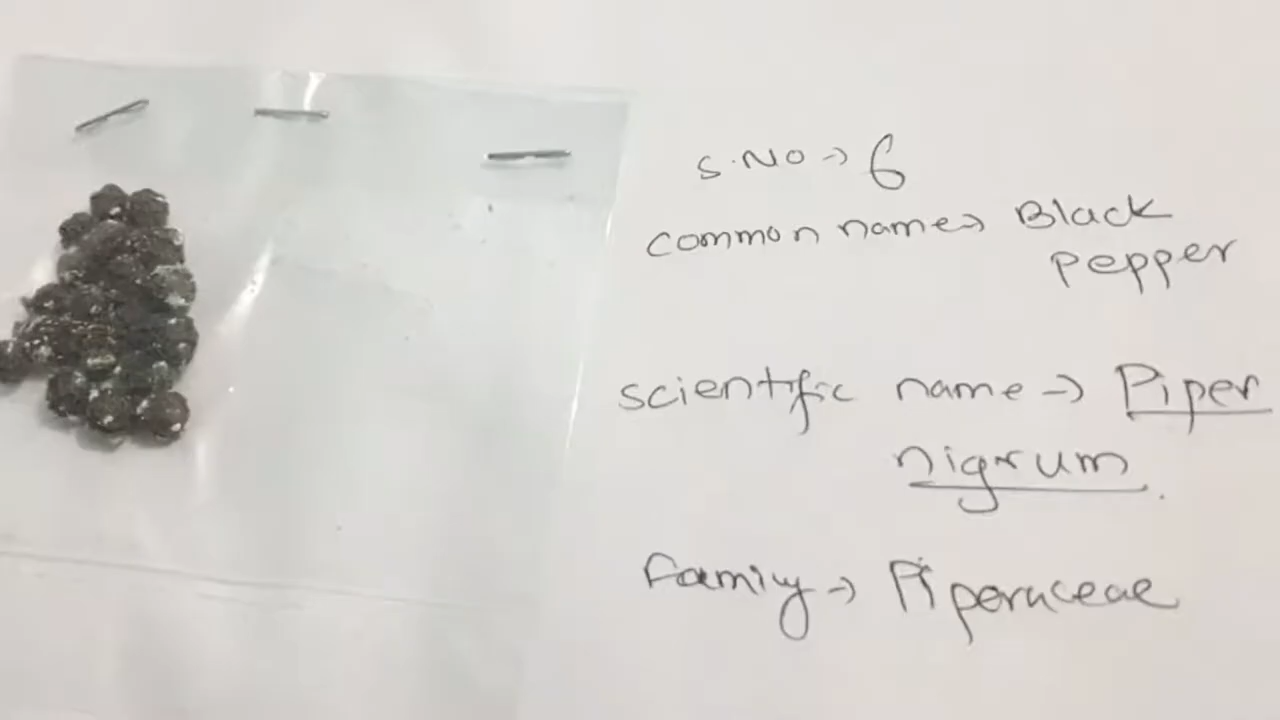 S.No → 6
common name → Black
pepper
scientific name → Piper
nigrum.
Family → Piperaceae